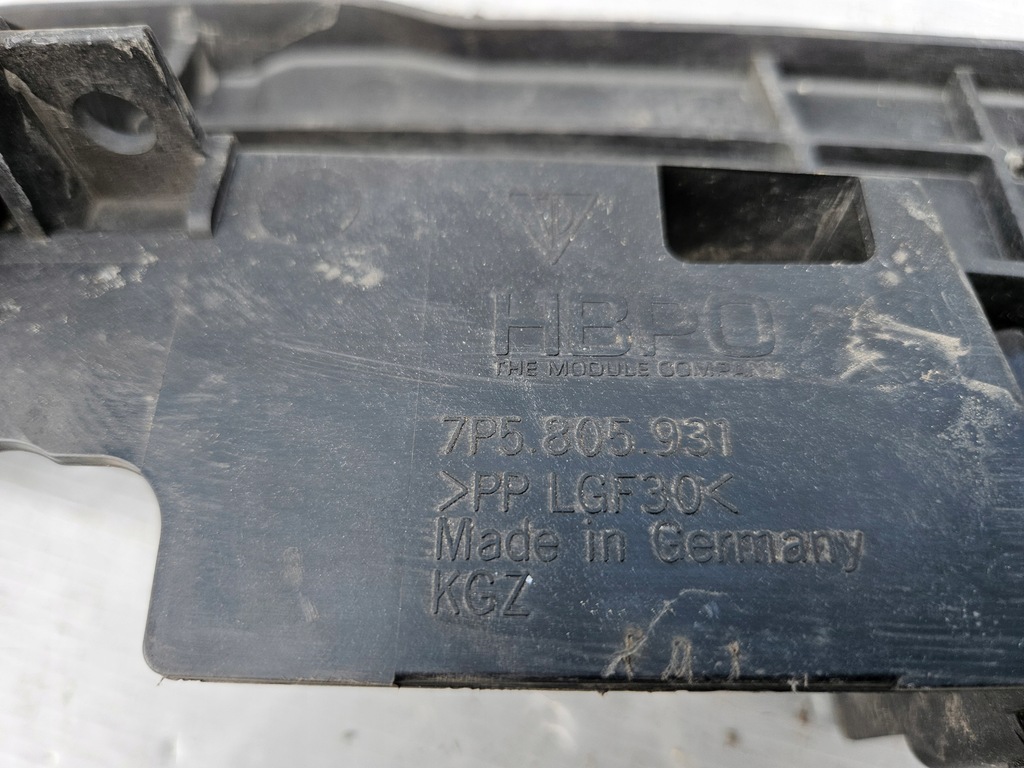 HBPO
THE MODULE COMPANY
7P5.805.931
>PP LGF30<
Made in Germany
KGZ